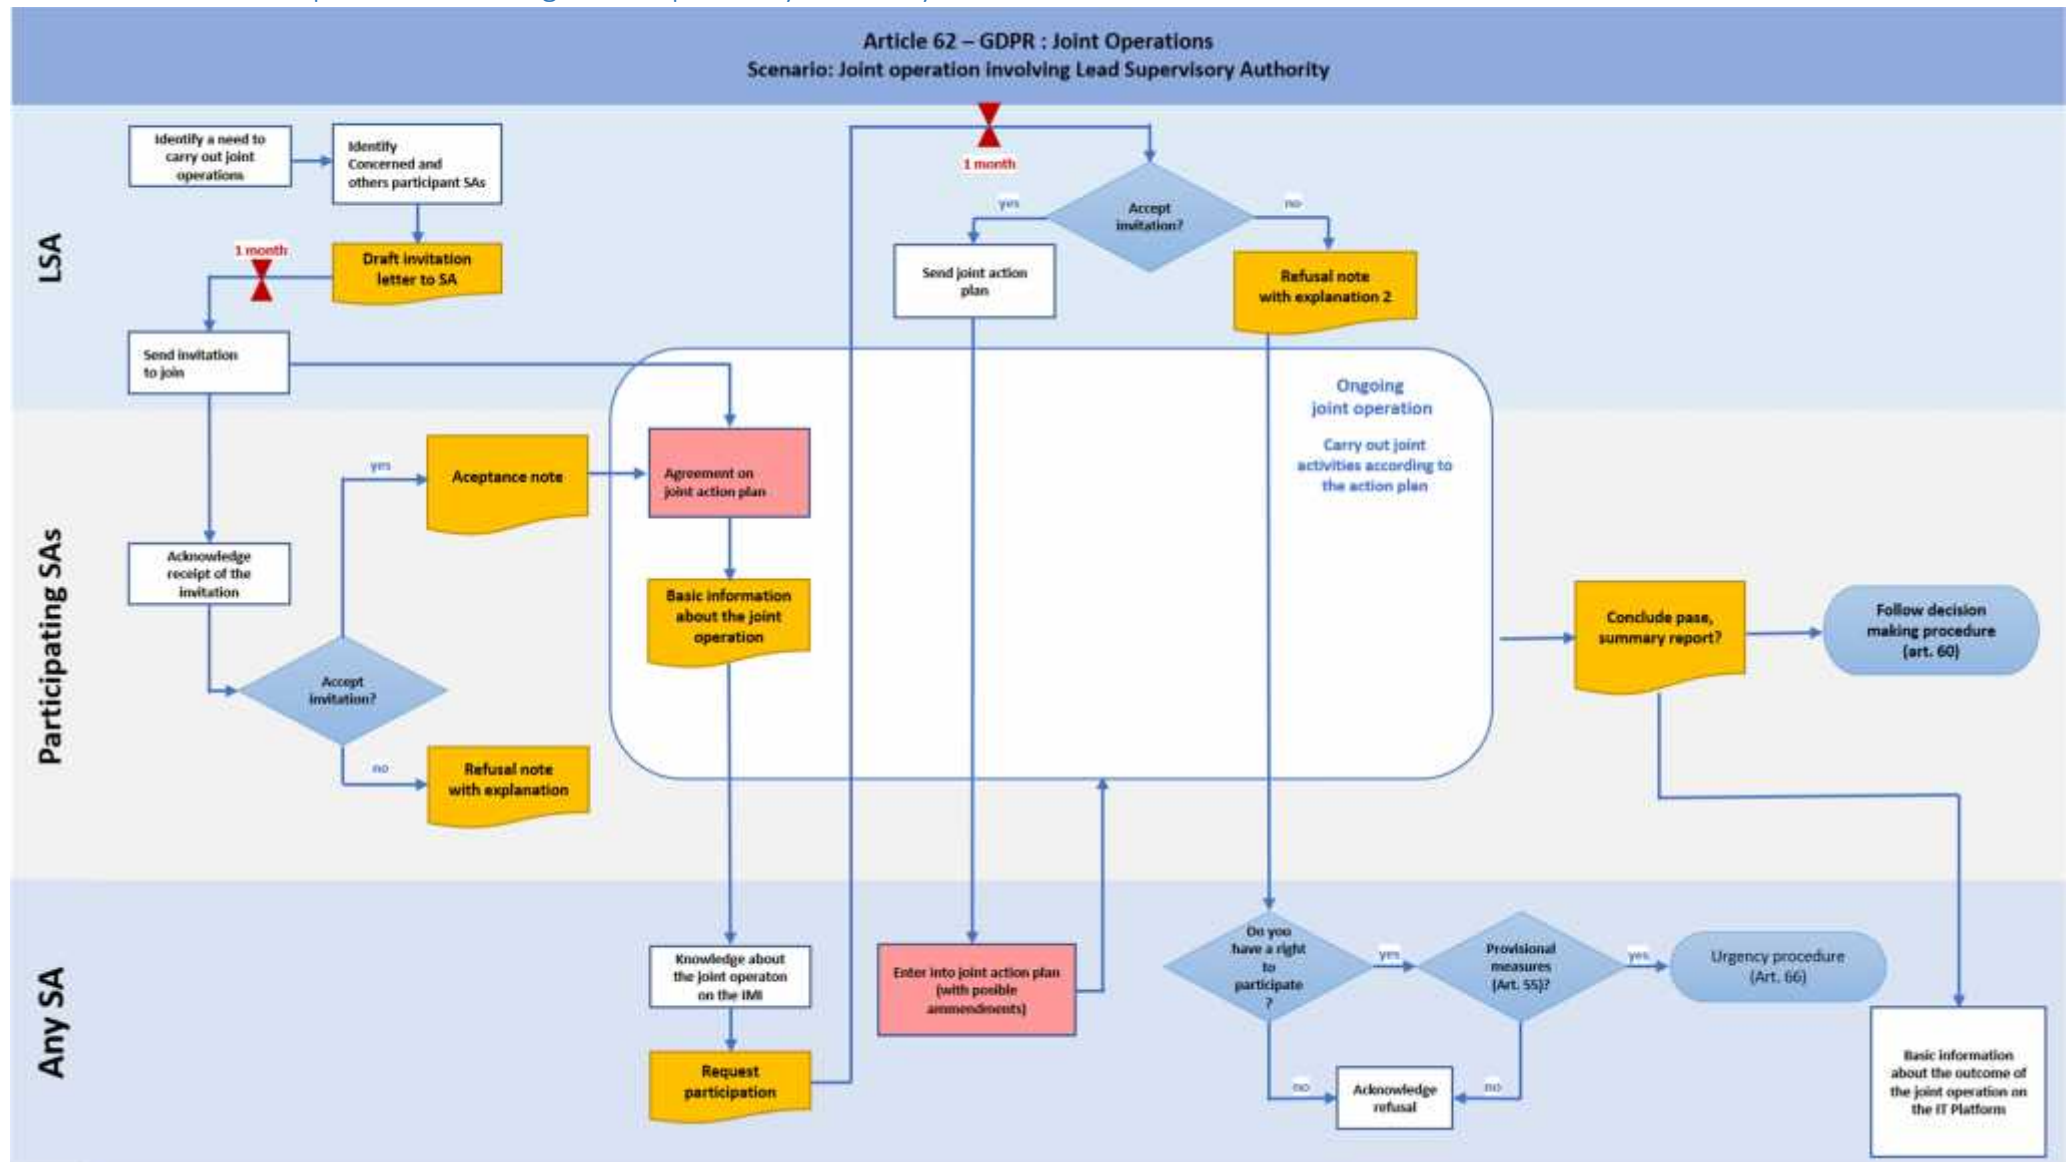 Article 62 – GDPR : Joint Operations
Scenario: Joint operation involving Lead Supervisory Authority
LSA
Identify a need to
carry out joint
operations
Identify
Concerned and
others participant SAs
1 month
Draft invitation
letter to SA
Send invitation
to join
1 month
Accept
invitation?
yes
no
Send joint action
plan
Refusal note
with explanation 2
Ongoing
joint operation
Carry out joint
activities according to
the action plan
Participating SAs
Acknowledge
receipt of the
invitation
Accept
invitation?
yes
Aceptance note
no
Refusal note
with explanation
Agreement on
joint action plan
Basic information
about the joint
operation
Conclude pase,
summary report?
Follow decision
making procedure
(art. 60)
Any SA
Knowledge about
the joint operaton
on the IMI
Request
participation
Enter into joint action plan
(with posible
ammendments)
Do you
have a right
to
participate
?
yes
Provisional
measures
(Art. 55)?
yes
Urgency procedure
(Art. 66)
no
Acknowledge
refusal
no
Basic information
about the outcome of
the joint operation on
the IT Platform